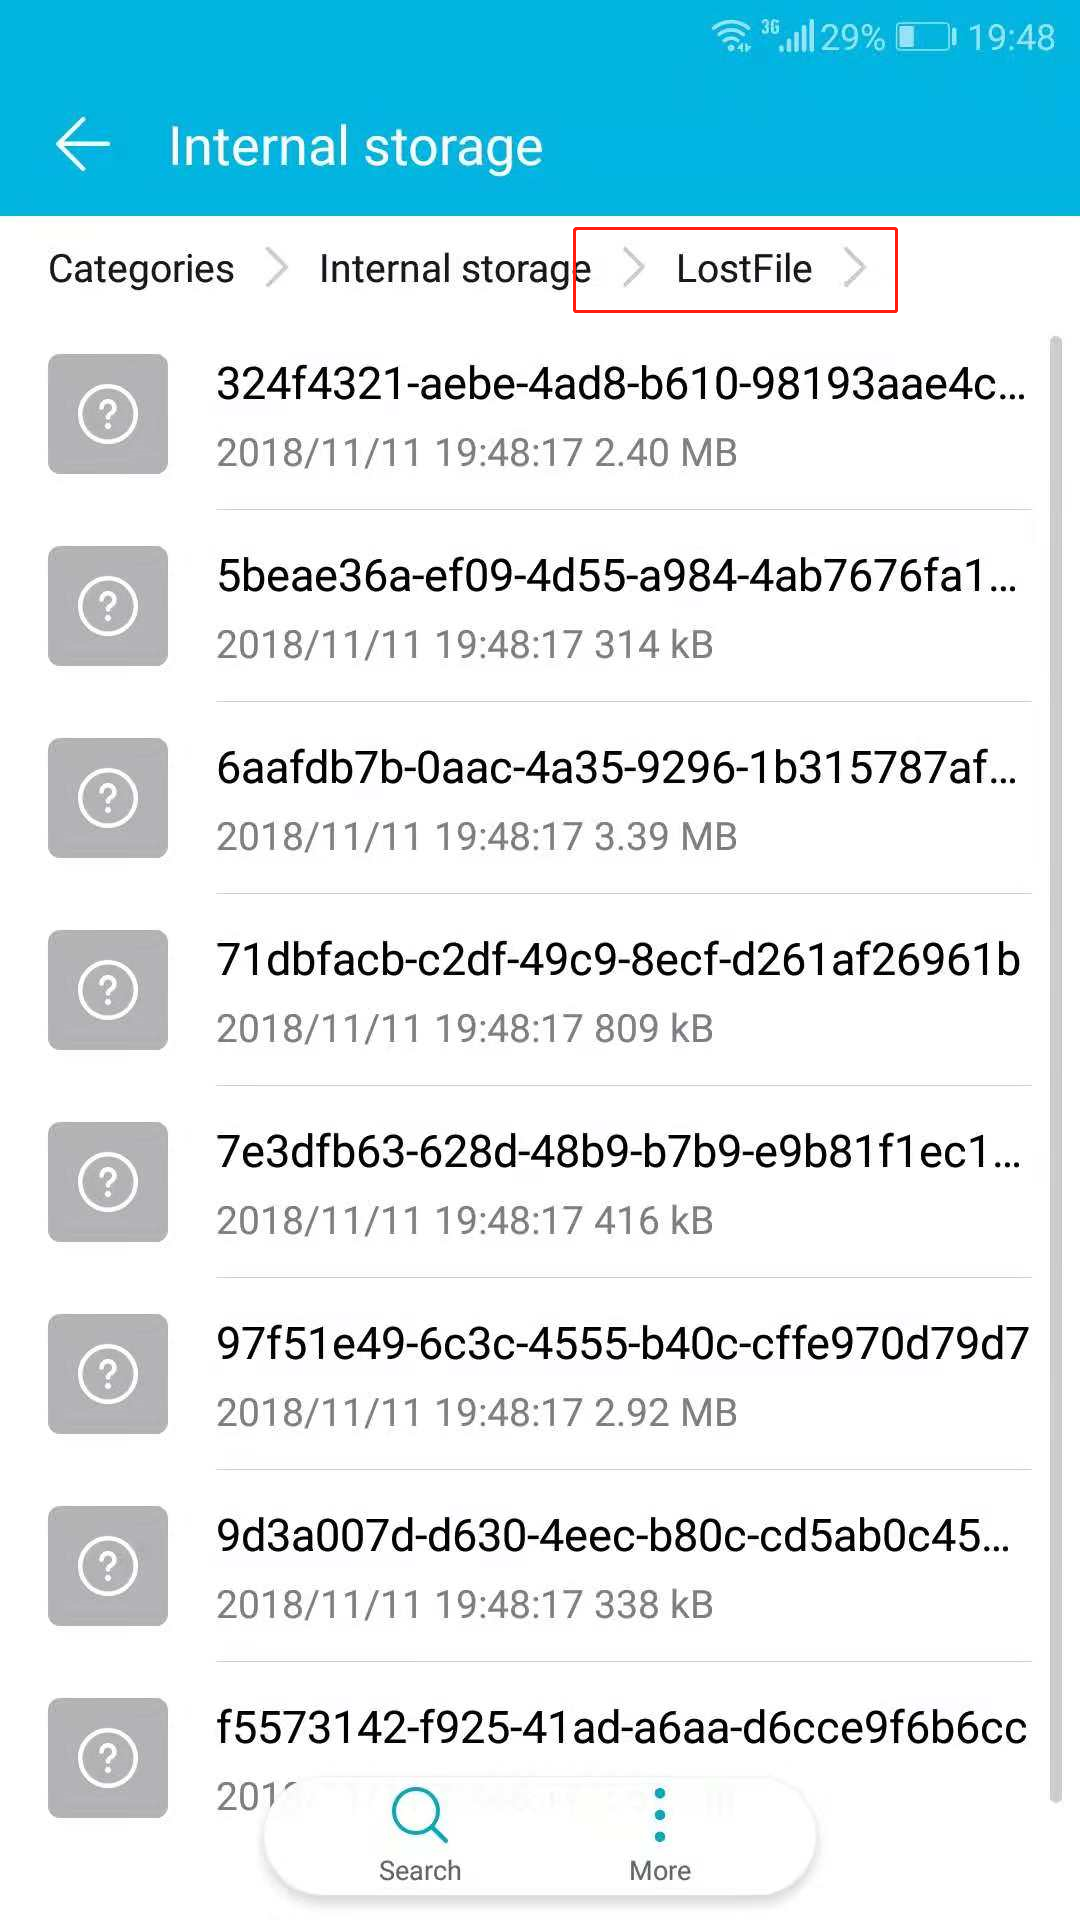 3G 29% 19:48
Internal storage
Categories Internal storage LostFile
324f4321-aebe-4ad8-b610-98193aae4c...
2018/11/11 19:48:17 2.40 MB
5beae36a-ef09-4d55-a984-4ab7676fa1...
2018/11/11 19:48:17 314 kB
6aafdb7b-0aac-4a35-9296-1b315787af...
2018/11/11 19:48:17 3.39 MB
71dbfacb-c2df-49c9-8ecf-d261af26961b
2018/11/11 19:48:17 809 kB
7e3dfb63-628d-48b9-b7b9-e9b81f1ec1...
2018/11/11 19:48:17 416 kB
97f51e49-6c3c-4555-b40c-cffe970d79d7
2018/11/11 19:48:17 2.92 MB
9d3a007d-d630-4eec-b80c-cd5ab0c45...
2018/11/11 19:48:17 338 kB
f5573142-f925-41ad-a6aa-d6cce9f6b6cc
Search More